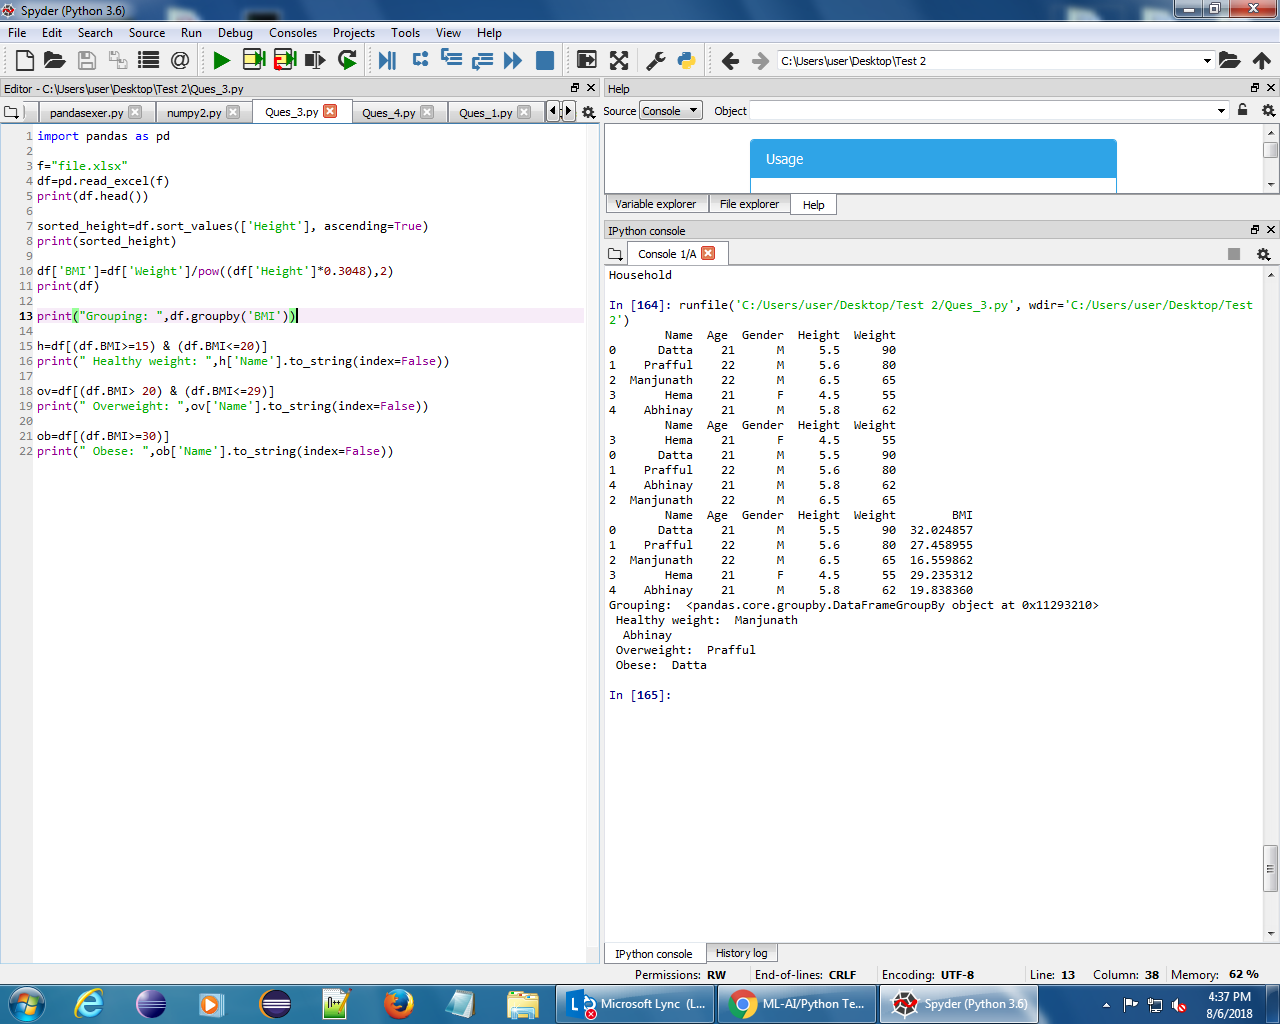 Spyder (Python 3.6)
File Edit Search Source Run Debug Consoles Projects Tools View Help
C:\Users\user\Desktop\Test 2
Editor - C:\Users\user\Desktop\Test 2\Ques_3.py
pandasexer.py numpy2.py Ques_3.py Ques_4.py Ques_1.py
1 import pandas as pd
2
3 f="file.xlsx"
4 df=pd.read_excel(f)
5 print(df.head())
6
7 sorted_height=df.sort_values(['Height'], ascending=True)
8 print(sorted_height)
9
10 df['BMI']=df['Weight']/pow((df['Height']*0.3048),2)
11 print(df)
12
13 print("Grouping: ",df.groupby('BMI'))
14
15 h=df[(df.BMI>=15) & (df.BMI<=20)]
16 print(" Healthy weight: ",h['Name'].to_string(index=False))
17
18 ov=df[(df.BMI> 20) & (df.BMI<=29)]
19 print(" Overweight: ",ov['Name'].to_string(index=False))
20
21 ob=df[(df.BMI>=30)]
22 print(" Obese: ",ob['Name'].to_string(index=False))
Help
Source Console Object
Usage
Variable explorer File explorer Help
IPython console
Console 1/A
Household
In [164]: runfile('C:/Users/user/Desktop/Test 2/Ques_3.py', wdir='C:/Users/user/Desktop/Test
2')
Name Age Gender Height Weight
0 Datta 21 M 5.5 90
1 Prafful 22 M 5.6 80
2 Manjunath 22 M 6.5 65
3 Hema 21 F 4.5 55
4 Abhinay 21 M 5.8 62
Name Age Gender Height Weight
3 Hema 21 F 4.5 55
0 Datta 21 M 5.5 90
1 Prafful 22 M 5.6 80
4 Abhinay 21 M 5.8 62
2 Manjunath 22 M 6.5 65
Name Age Gender Height Weight BMI
0 Datta 21 M 5.5 90 32.024857
1 Prafful 22 M 5.6 80 27.458955
2 Manjunath 22 M 6.5 65 16.559862
3 Hema 21 F 4.5 55 29.235312
4 Abhinay 21 M 5.8 62 19.838360
Grouping: <pandas.core.groupby.DataFrameGroupBy object at 0x11293210>
Healthy weight: Manjunath
Abhinay
Overweight: Prafful
Obese: Datta
In [165]:
IPython console History log
Permissions: RW End-of-lines: CRLF Encoding: UTF-8 Line: 13 Column: 38 Memory: 62 %
Microsoft Lync (L... ML-AI/Python Te... Spyder (Python 3.6)
4:37 PM
8/6/2018